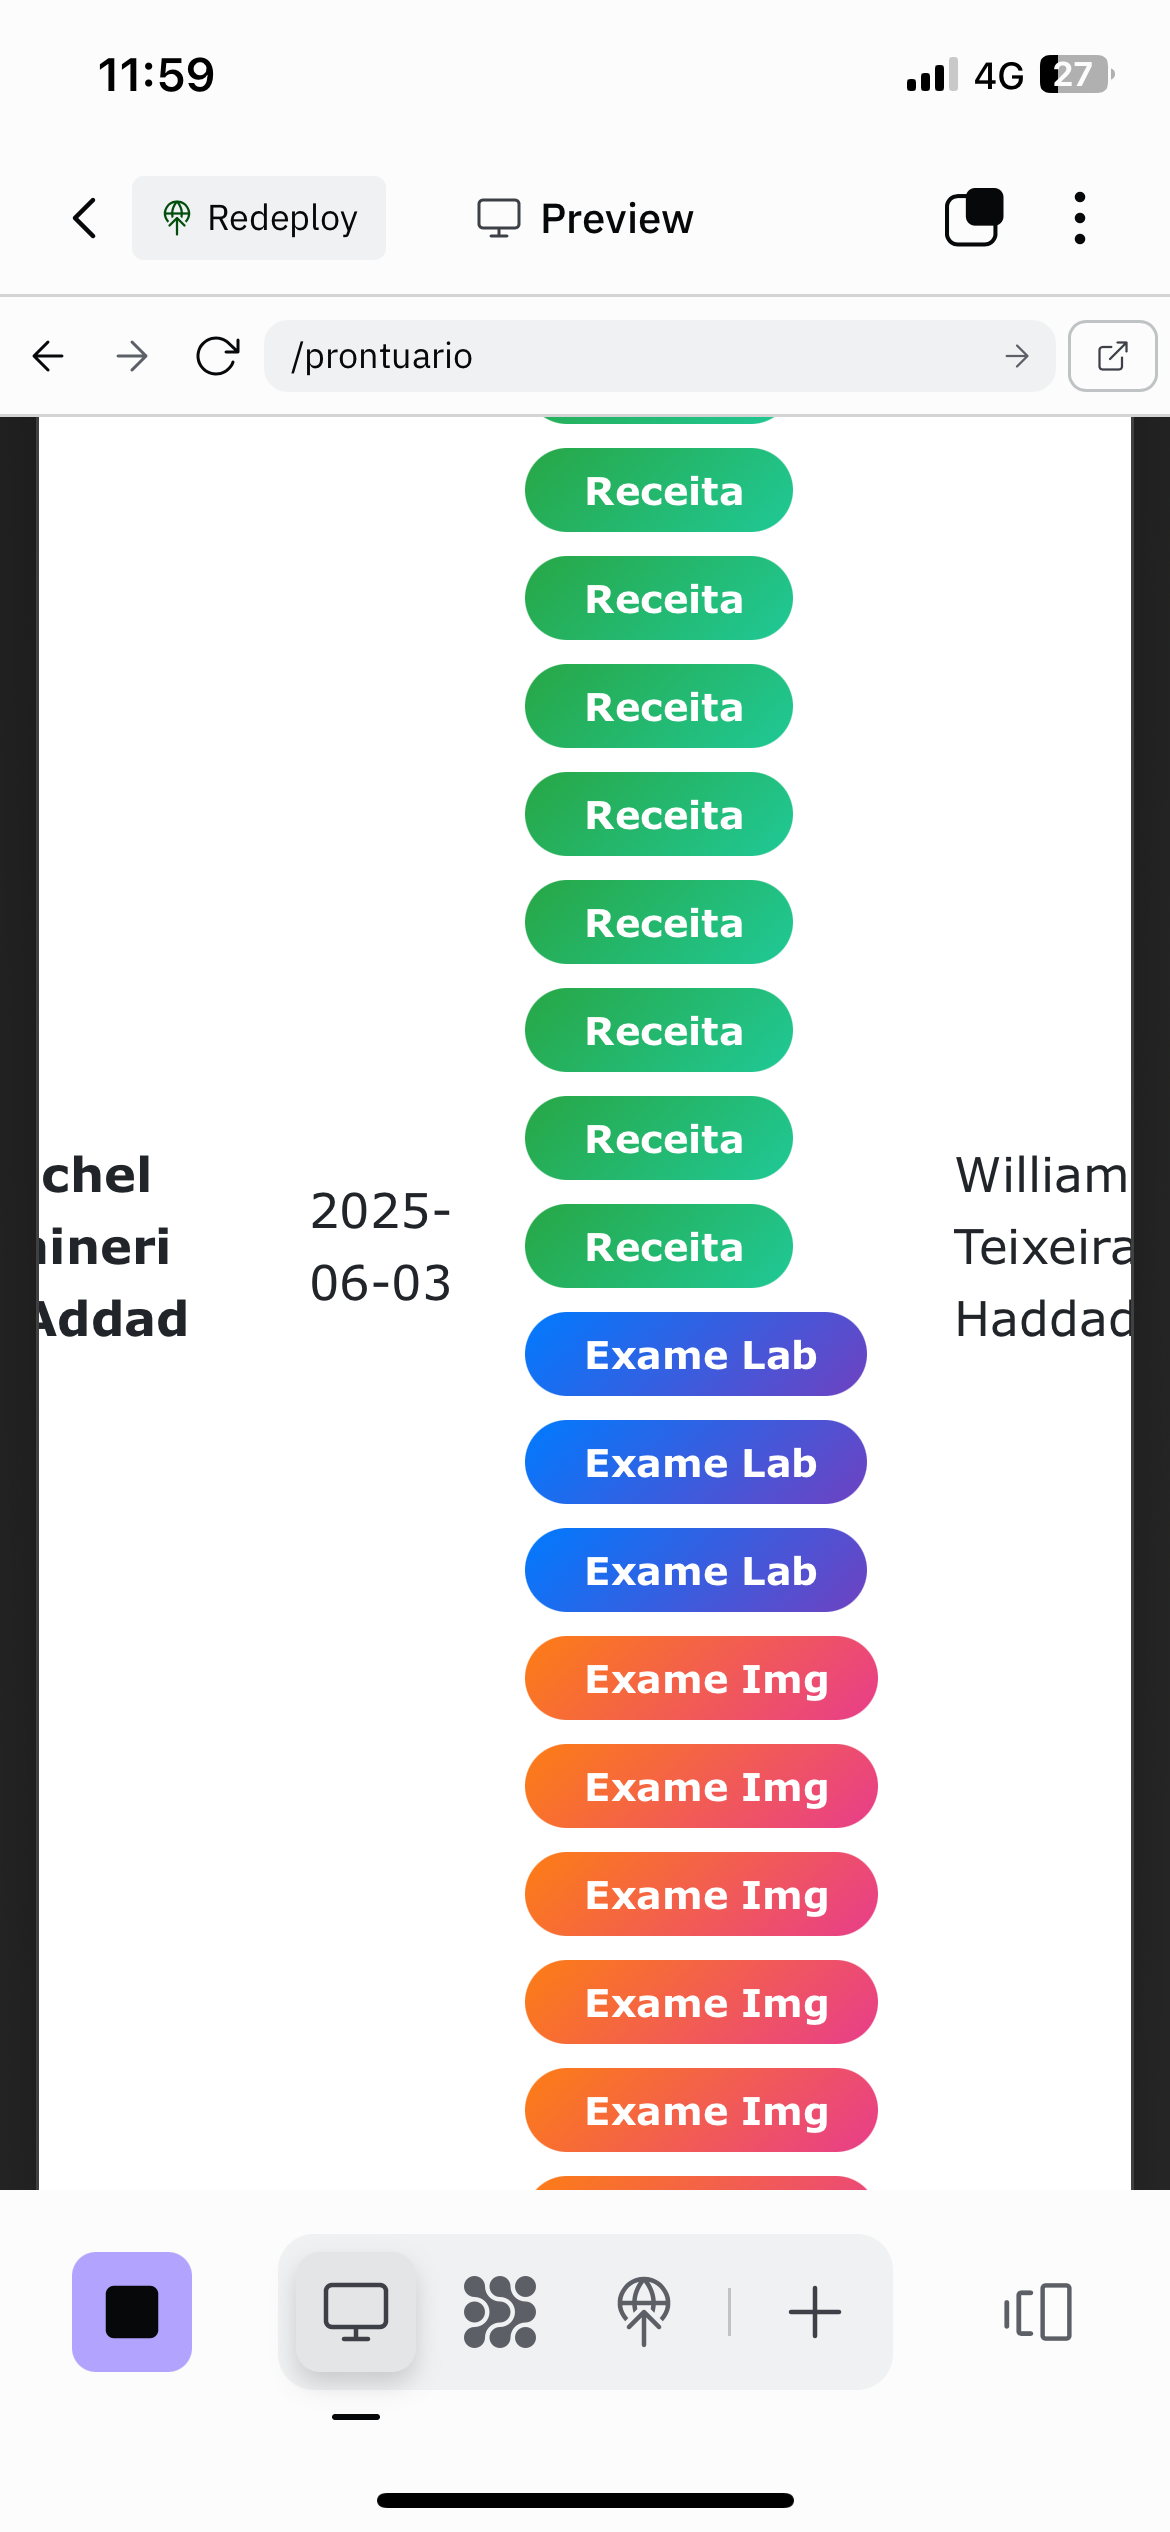 11:59
4G 27
Redeploy
Preview
/prontuario
Receita
Receita
Receita
Receita
Receita
Receita
Receita
Receita
chel
ineri
Addad
2025-
06-03
William
Teixeira
Haddad
Exame Lab
Exame Lab
Exame Lab
Exame Img
Exame Img
Exame Img
Exame Img
Exame Img